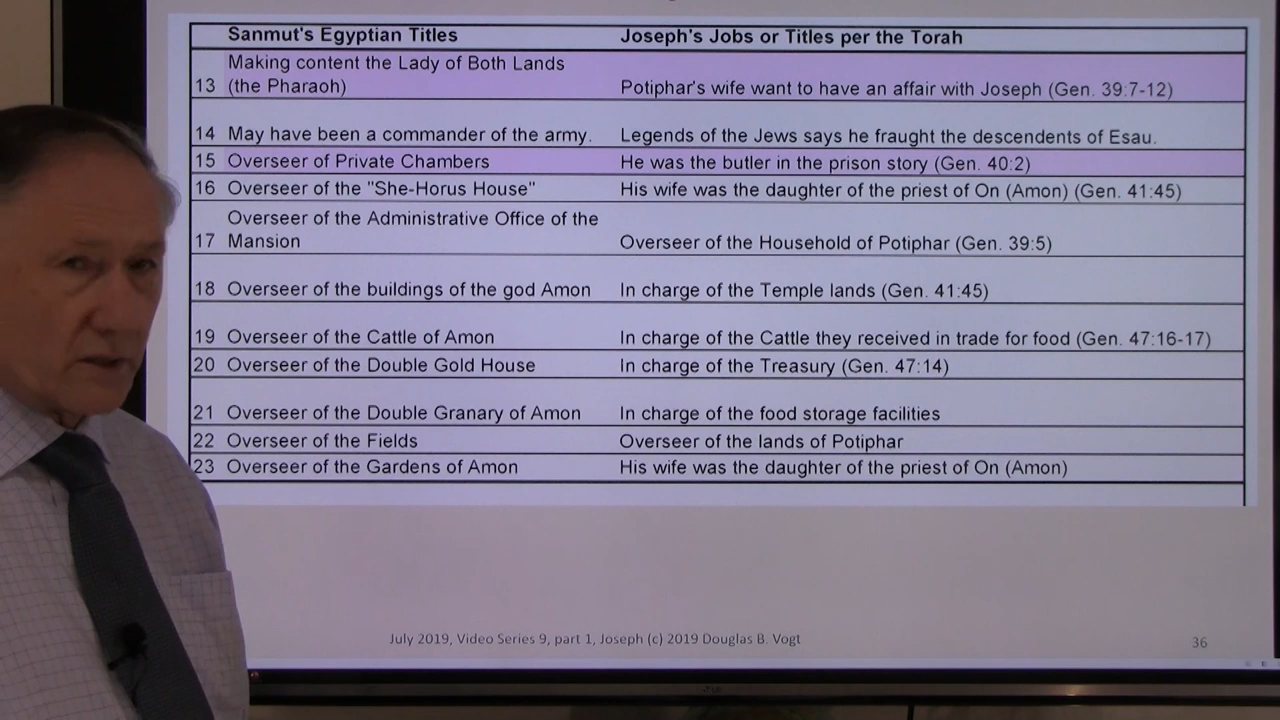 Sanmut's Egyptian Titles Joseph's Jobs or Titles per the Torah
Making content the Lady of Both Lands
13 (the Pharaoh) Potiphar's wife want to have an affair with Joseph (Gen. 39:7-12)
14 May have been a commander of the army. Legends of the Jews says he fraught the descendents of Esau.
15 Overseer of Private Chambers He was the butler in the prison story (Gen. 40:2)
16 Overseer of the "She-Horus House" His wife was the daughter of the priest of On (Amon) (Gen. 41:45)
Overseer of the Administrative Office of the
17 Mansion Overseer of the Household of Potiphar (Gen. 39:5)
18 Overseer of the buildings of the god Amon In charge of the Temple lands (Gen. 41:45)
19 Overseer of the Cattle of Amon In charge of the Cattle they received in trade for food (Gen. 47:16-17)
20 Overseer of the Double Gold House In charge of the Treasury (Gen. 47:14)
21 Overseer of the Double Granary of Amon In charge of the food storage facilities
22 Overseer of the Fields Overseer of the lands of Potiphar
23 Overseer of the Gardens of Amon His wife was the daughter of the priest of On (Amon)
July 2019, Video Series 9, part 1, Joseph (c) 2019 Douglas B. Vogt 36